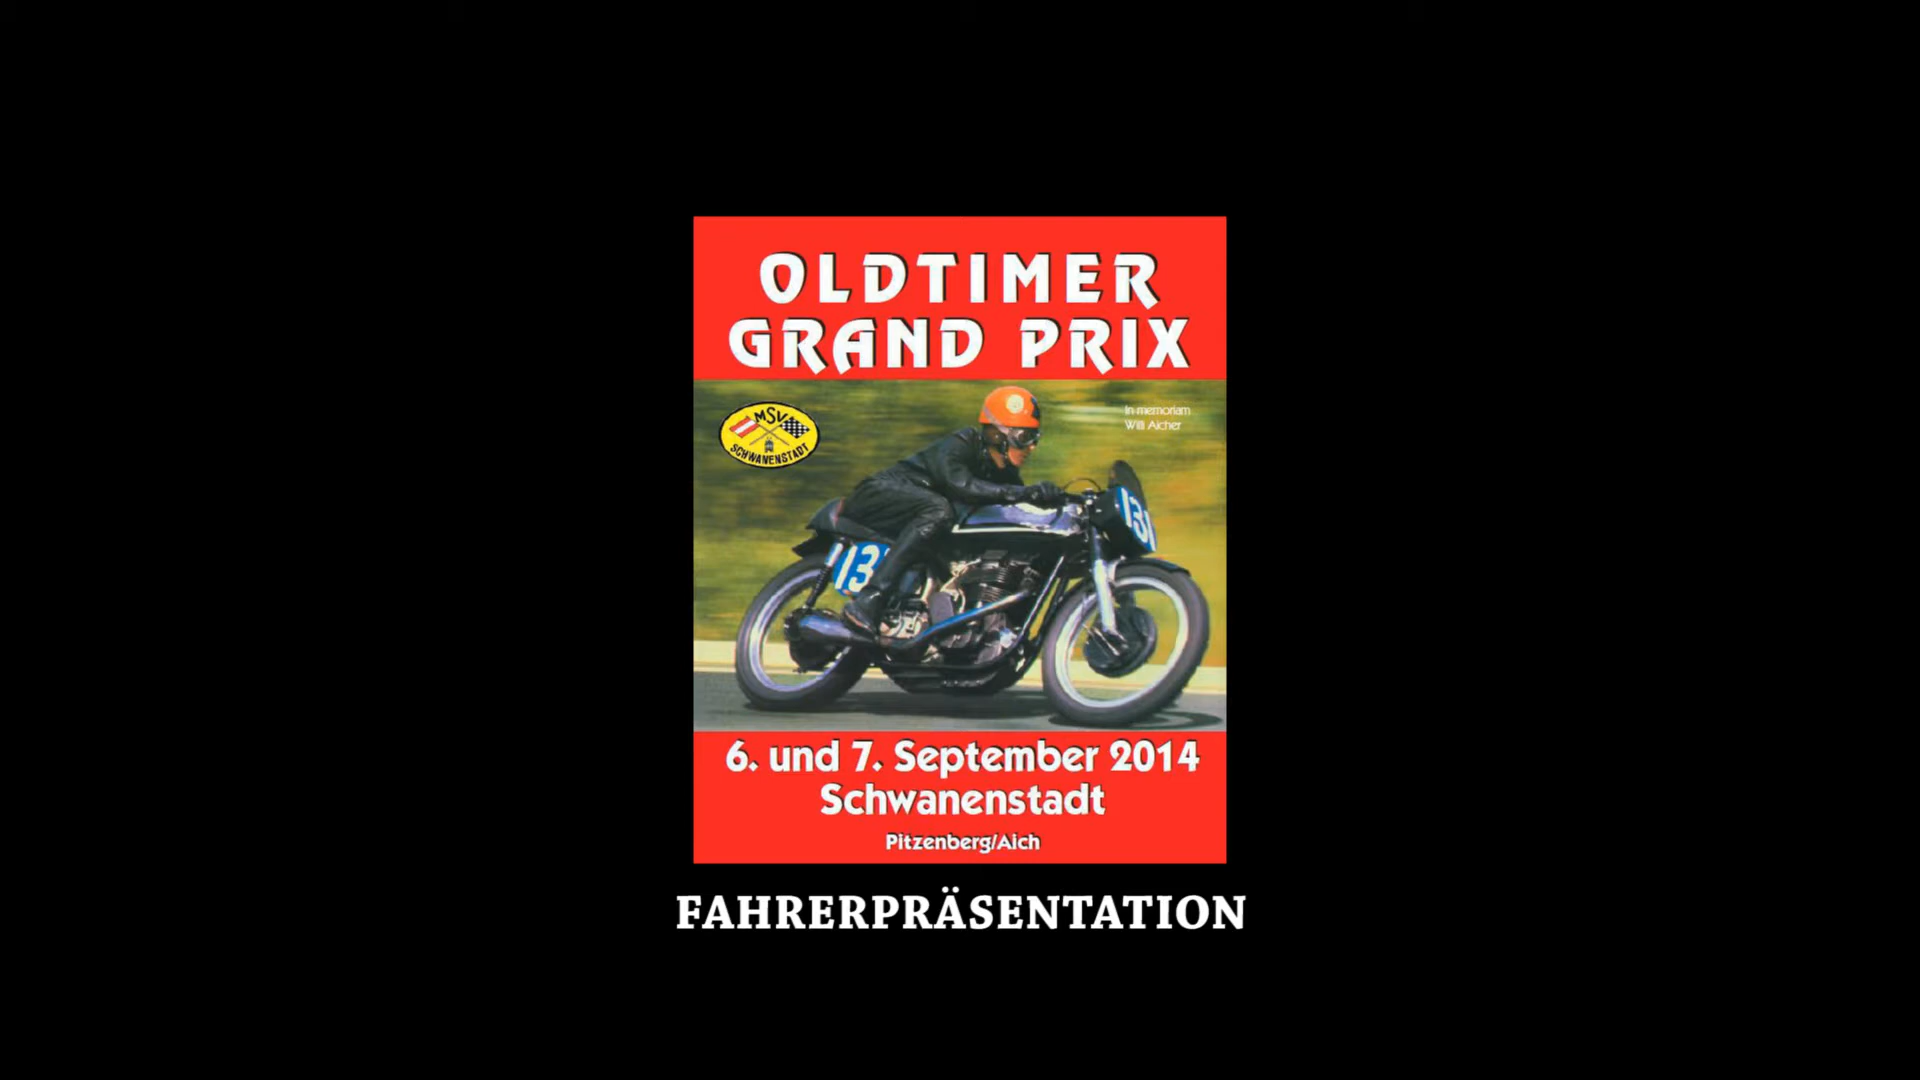 OLDTIMER
GRAND PRIX
MSV
SCHWANENSTADT
In memoriam
Willi Aicher
131
13
6. und 7. September 2014
Schwanenstadt
Pitzenberg/Aich
FAHRERPRÄSENTATION